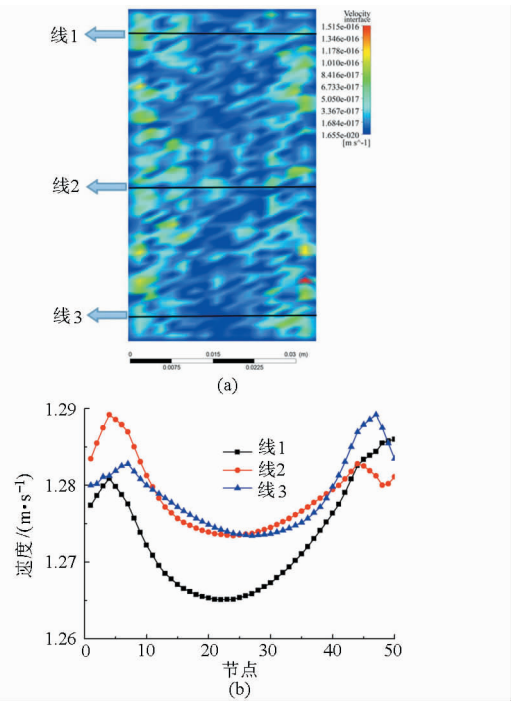 (a)
线1
线2
线3
Velocity
interface
1.515e-016
1.346e-016
1.178e-016
1.010e-016
8.416e-017
6.733e-017
5.050e-017
3.367e-017
1.684e-017
1.655e-020
[m s^-1]
0 0.015 0.03 (m)
0.0075 0.0225
(a)
1.29
1.28
1.27
1.26
速度/(m·s⁻¹)
线1
线2
线3
0 10 20 30 40 50
节点
(b)